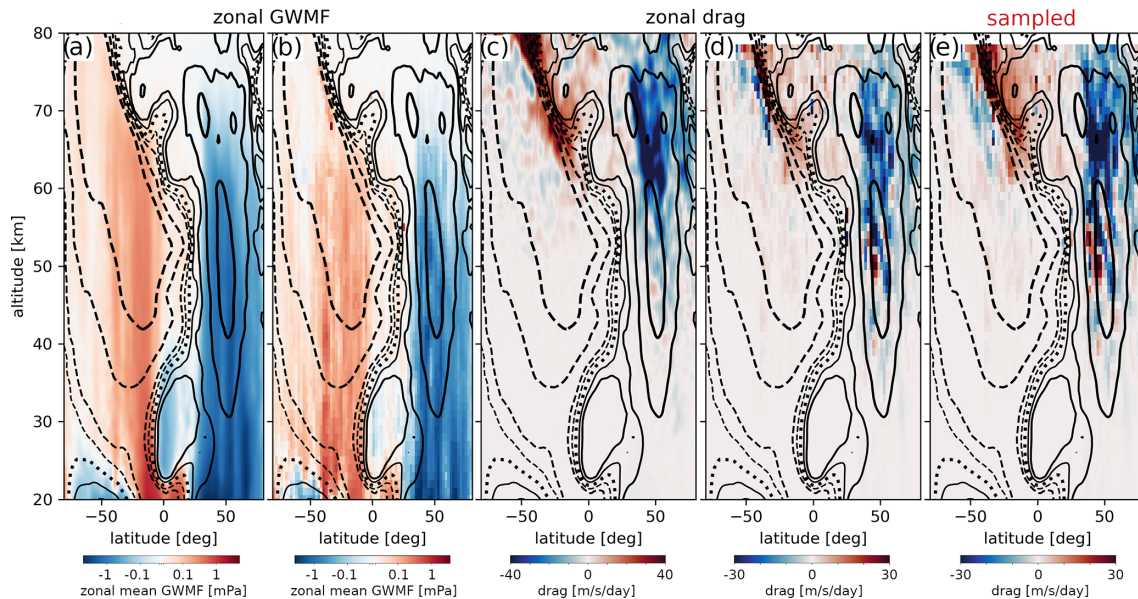 zonal GWMF
zonal drag
sampled
(a)
(b)
(c)
(d)
(e)
altitude [km]
80
70
60
50
40
30
20
−50 0 50
−50 0 50
−50 0 50
−50 0 50
−50 0 50
latitude [deg]
latitude [deg]
latitude [deg]
latitude [deg]
latitude [deg]
-1 -0.1 0.1 1
-1 -0.1 0.1 1
-40 0 40
-30 0 30
-30 0 30
zonal mean GWMF [mPa]
zonal mean GWMF [mPa]
drag [m/s/day]
drag [m/s/day]
drag [m/s/day]